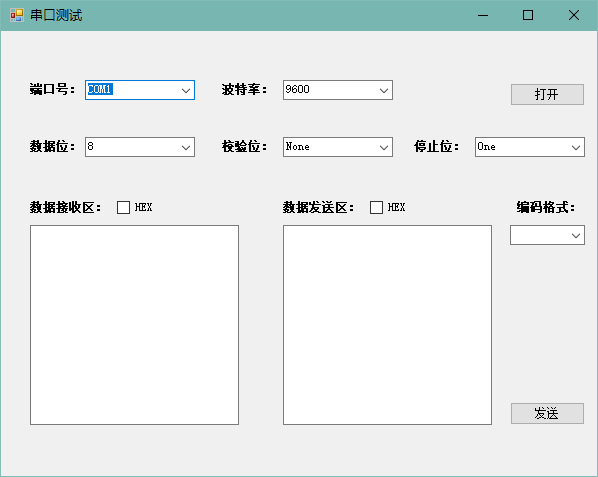 串口测试
端口号： COM1 波特率： 9600 打开
数据位： 8 校验位： None 停止位： One
数据接收区： HEX 数据发送区： HEX 编码格式：
发送